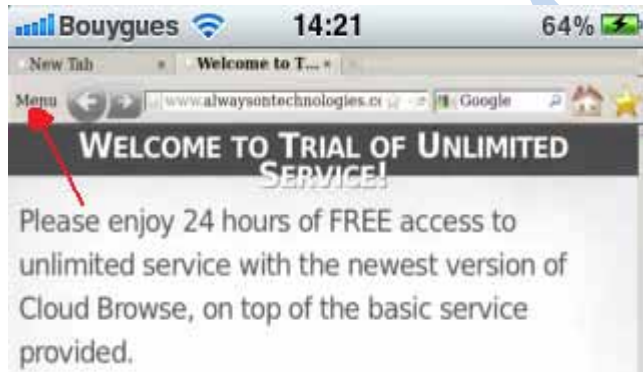 Bouygues 14:21 64%
New Tab Welcome to T...
Menu www.alwaysontechnologies.co Google
WELCOME TO TRIAL OF UNLIMITED
SERVICE!
Please enjoy 24 hours of FREE access to
unlimited service with the newest version of
Cloud Browse, on top of the basic service
provided.